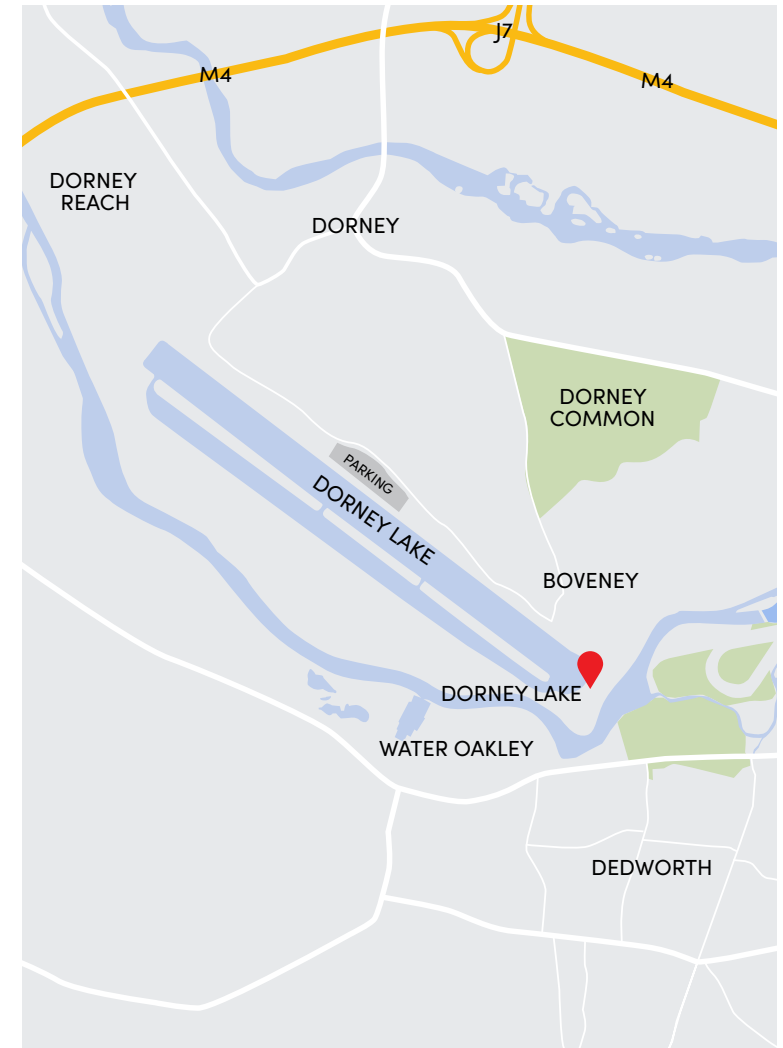 J7
M4
M4
DORNEY
REACH
DORNEY
DORNEY
COMMON
PARKING
DORNEY LAKE
BOVENEY
DORNEY LAKE
WATER OAKLEY
DEDWORTH